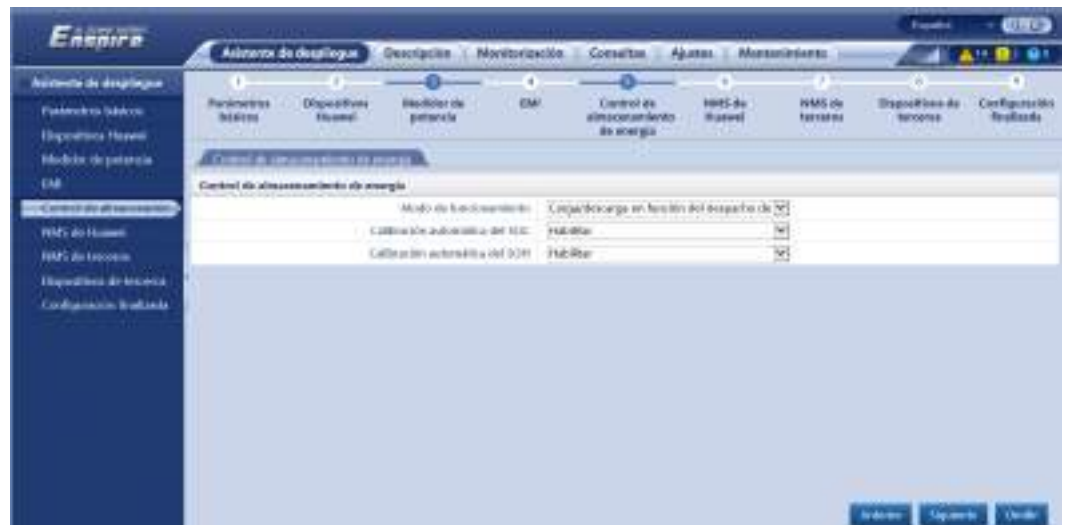 Enspire
Español
Asistente de despliegue
Descripción
Monitorización
Consultas
Ajustes
Mantenimiento
Asistente de despliegue
Parámetros básicos
Dispositivos Huawei
Medidor de potencia
EMI
NMS de Huawei
NMS de terceros
Dispositivos de terceros
Configuración finalizada
Parámetros
básicos
Dispositivos
Huawei
Medidor de
potencia
EMI
Control de
almacenamiento
de energía
NMS de
Huawei
NMS de
terceros
Dispositivos de
terceros
Configuración
finalizada
Control de almacenamiento de energía
Control de almacenamiento de energía
Modo de funcionamiento
Carga/descarga en función del despacho de
Calibración automática del SOC
Habilitar
Calibración automática del SOH
Habilitar
Anterior
Siguiente
Omitir